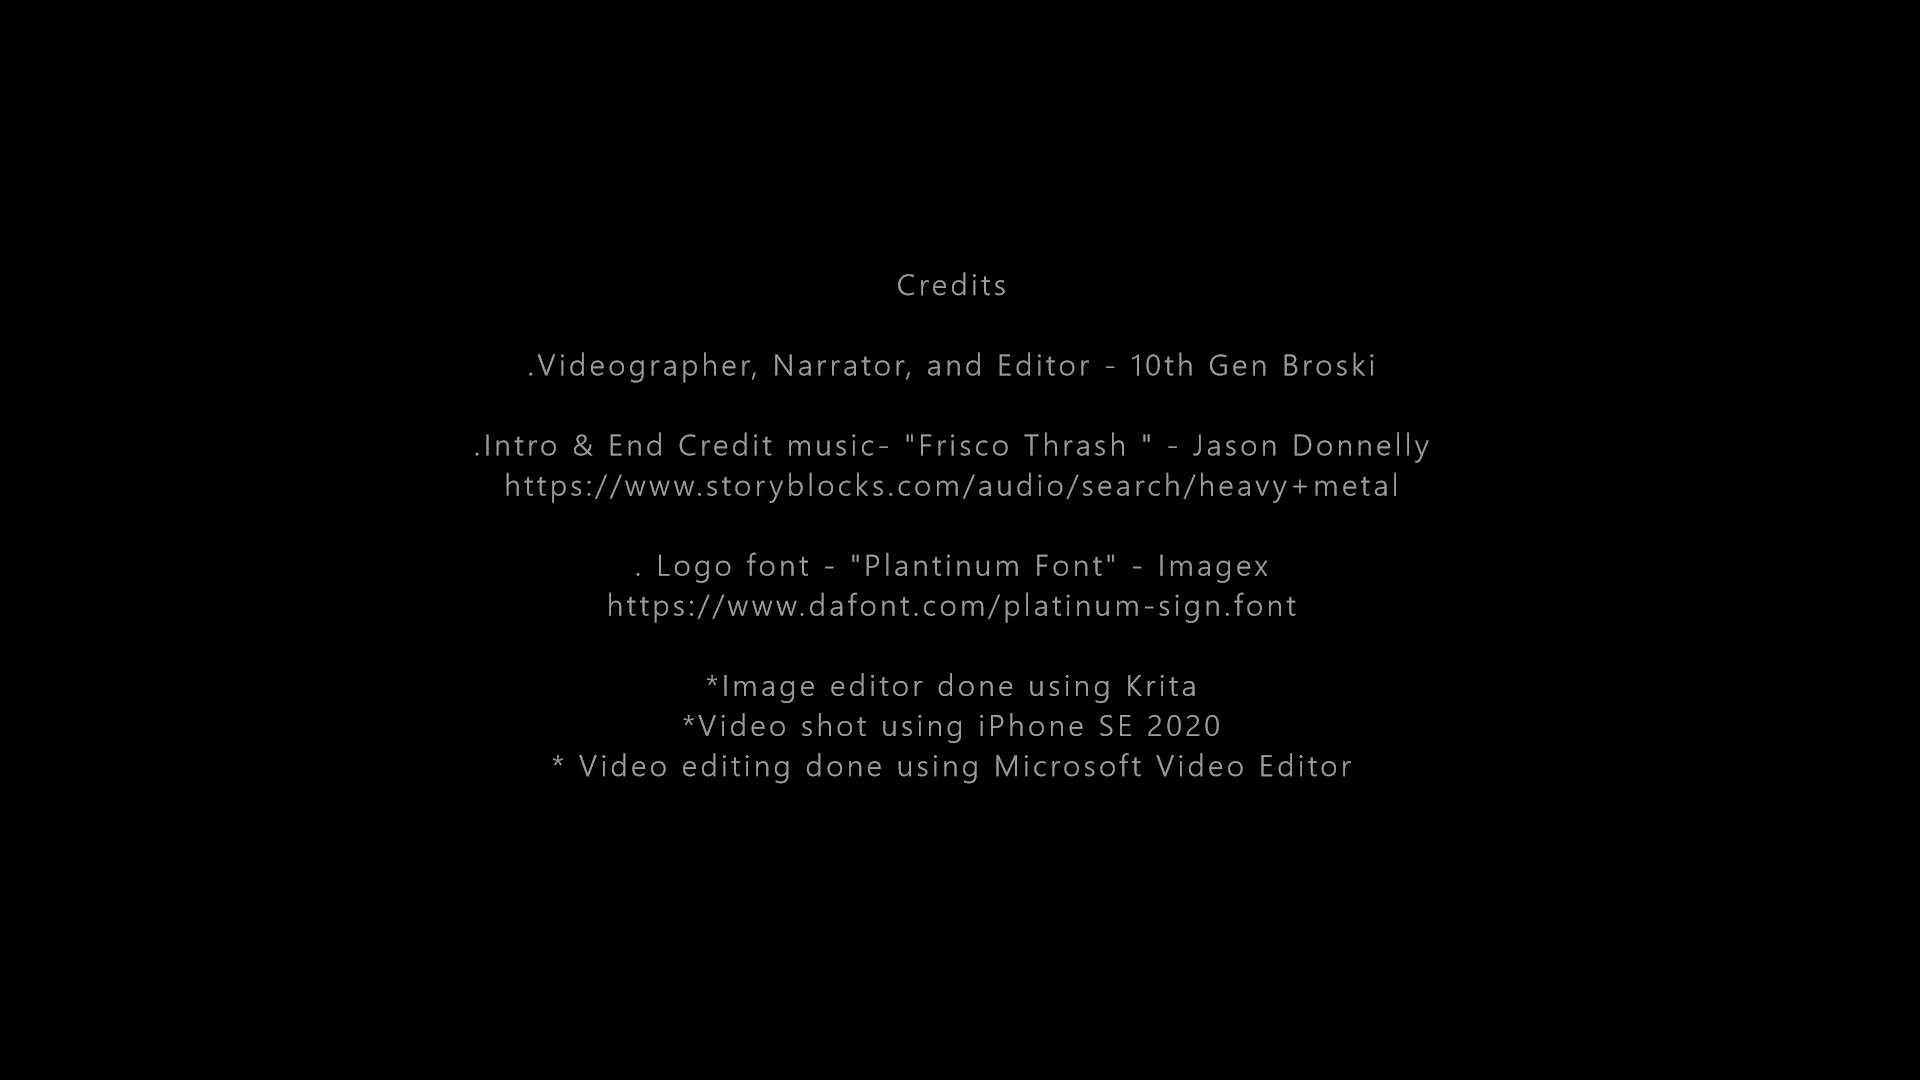 Credits
.Videographer, Narrator, and Editor - 10th Gen Broski
.Intro & End Credit music- "Frisco Thrash " - Jason Donnelly
https://www.storyblocks.com/audio/search/heavy+metal
. Logo font - "Plantinum Font" - Imagex
https://www.dafont.com/platinum-sign.font
*Image editor done using Krita
*Video shot using iPhone SE 2020
* Video editing done using Microsoft Video Editor